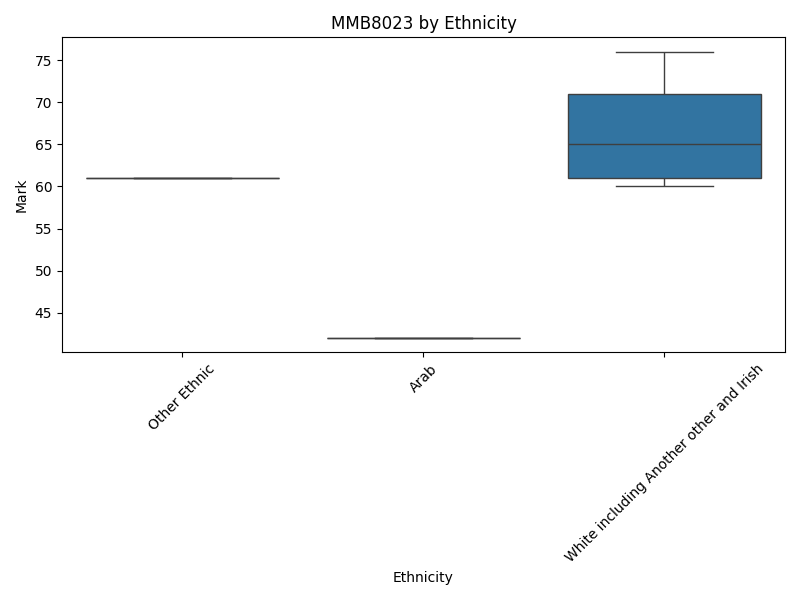 MMB8023 by Ethnicity
75
70
65
60
55
50
45
Mark
Other Ethnic
Arab
White including Another other and Irish
Ethnicity